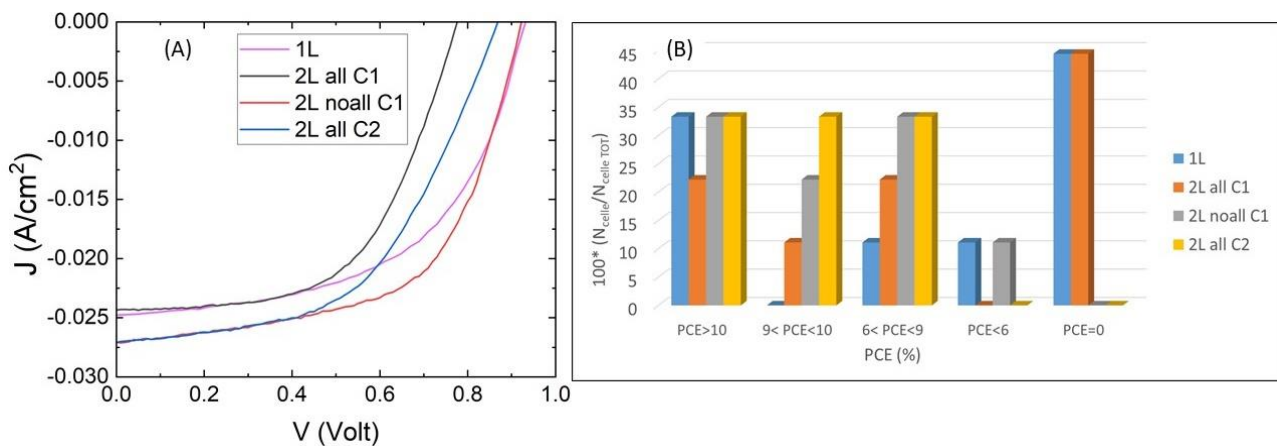 (A)
1L
2L all C1
2L noall C1
2L all C2
0.000
-0.005
-0.010
-0.015
-0.020
-0.025
-0.030
J (A/cm²)
0.0 0.2 0.4 0.6 0.8 1.0
V (Volt)
(B)
45
40
35
30
25
20
15
10
5
0
100* (Ncelle/Ncelle TOT)
PCE>10 9< PCE<10 6< PCE<9 PCE<6 PCE=0
PCE (%)
1L
2L all C1
2L noall C1
2L all C2